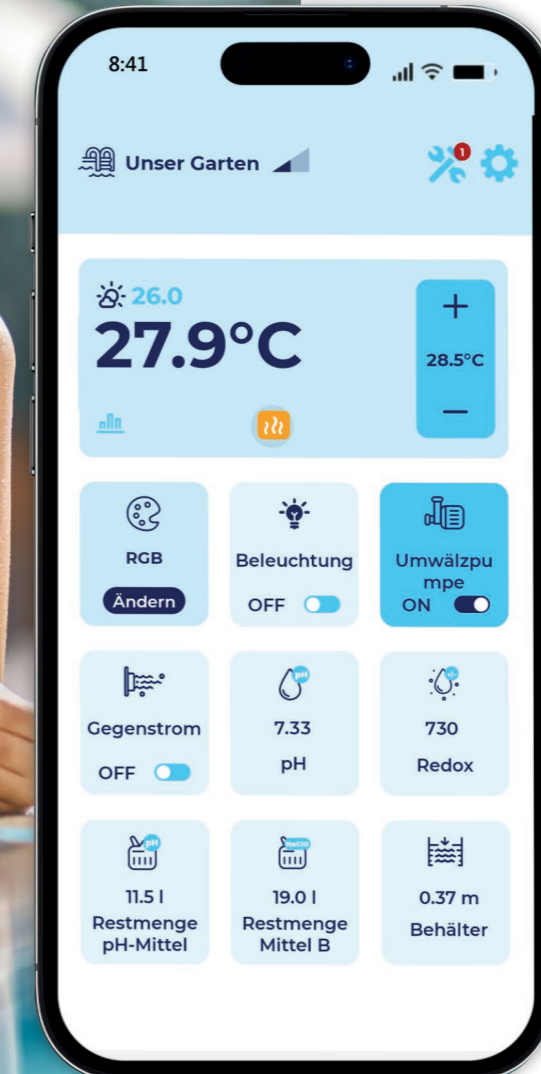 8:41
Unser Garten
1
26.0
27.9°C
+
28.5°C
−
RGB
Ändern
Beleuchtung
OFF
Umwälzpu
mpe
ON
Gegenstrom
OFF
pH
7.33
pH
730
Redox
pH
11.5 l
Restmenge
pH-Mittel
NaClO
19.0 l
Restmenge
Mittel B
0.37 m
Behälter